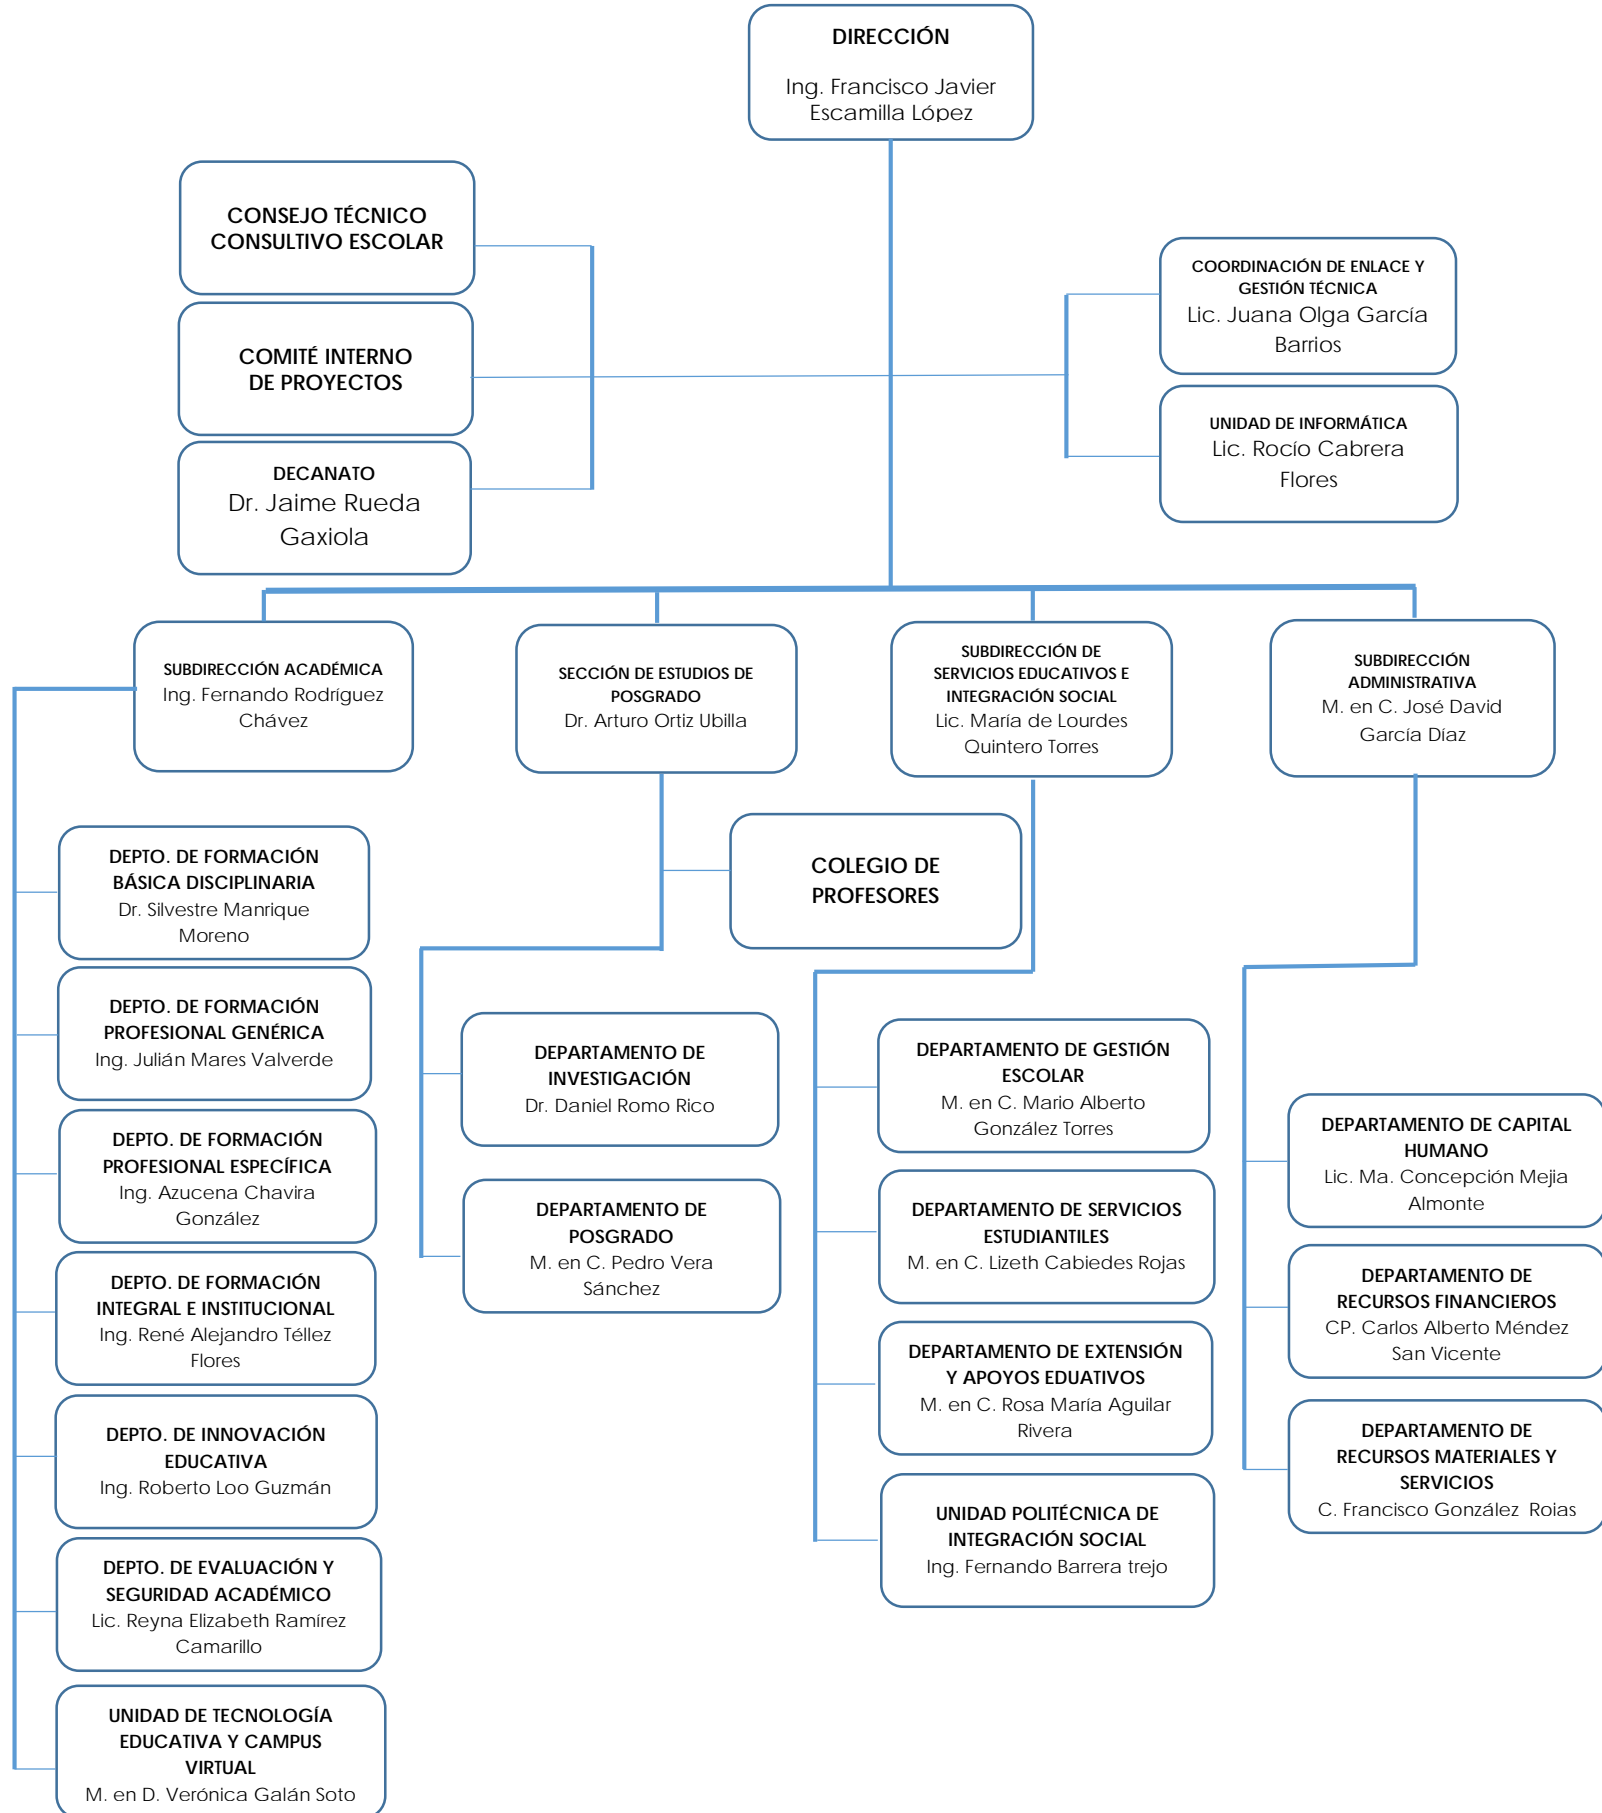 DIRECCIÓN
Ing. Francisco Javier
Escamilla López
CONSEJO TÉCNICO
CONSULTIVO ESCOLAR
COMITÉ INTERNO
DE PROYECTOS
DECANATO
Dr. Jaime Rueda
Gaxiola
COORDINACIÓN DE ENLACE Y
GESTIÓN TÉCNICA
Lic. Juana Olga García
Barrios
UNIDAD DE INFORMÁTICA
Lic. Rocío Cabrera
Flores
SUBDIRECCIÓN ACADÉMICA
Ing. Fernando Rodríguez
Chávez
SECCIÓN DE ESTUDIOS DE
POSGRADO
Dr. Arturo Ortiz Ubilla
SUBDIRECCIÓN DE
SERVICIOS EDUCATIVOS E
INTEGRACIÓN SOCIAL
Lic. María de Lourdes
Quintero Torres
SUBDIRECCIÓN
ADMINISTRATIVA
M. en C. José David
García Díaz
DEPTO. DE FORMACIÓN
BÁSICA DISCIPLINARIA
Dr. Silvestre Manrique
Moreno
DEPTO. DE FORMACIÓN
PROFESIONAL GENÉRICA
Ing. Julián Mares Valverde
DEPTO. DE FORMACIÓN
PROFESIONAL ESPECÍFICA
Ing. Azucena Chavira
González
DEPTO. DE FORMACIÓN
INTEGRAL E INSTITUCIONAL
Ing. René Alejandro Téllez
Flores
DEPTO. DE INNOVACIÓN
EDUCATIVA
Ing. Roberto Loo Guzmán
DEPTO. DE EVALUACIÓN Y
SEGURIDAD ACADÉMICO
Lic. Reyna Elizabeth Ramírez
Camarillo
UNIDAD DE TECNOLOGÍA
EDUCATIVA Y CAMPUS
VIRTUAL
M. en D. Verónica Galán Soto
COLEGIO DE
PROFESORES
DEPARTAMENTO DE
INVESTIGACIÓN
Dr. Daniel Romo Rico
DEPARTAMENTO DE
POSGRADO
M. en C. Pedro Vera
Sánchez
DEPARTAMENTO DE GESTIÓN
ESCOLAR
M. en C. Mario Alberto
González Torres
DEPARTAMENTO DE SERVICIOS
ESTUDIANTILES
M. en C. Lizeth Cabiedes Rojas
DEPARTAMENTO DE EXTENSIÓN
Y APOYOS EDUATIVOS
M. en C. Rosa María Aguilar
Rivera
UNIDAD POLITÉCNICA DE
INTEGRACIÓN SOCIAL
Ing. Fernando Barrera trejo
DEPARTAMENTO DE CAPITAL
HUMANO
Lic. Ma. Concepción Mejia
Almonte
DEPARTAMENTO DE
RECURSOS FINANCIEROS
CP. Carlos Alberto Méndez
San Vicente
DEPARTAMENTO DE
RECURSOS MATERIALES Y
SERVICIOS
C. Francisco González Rojas